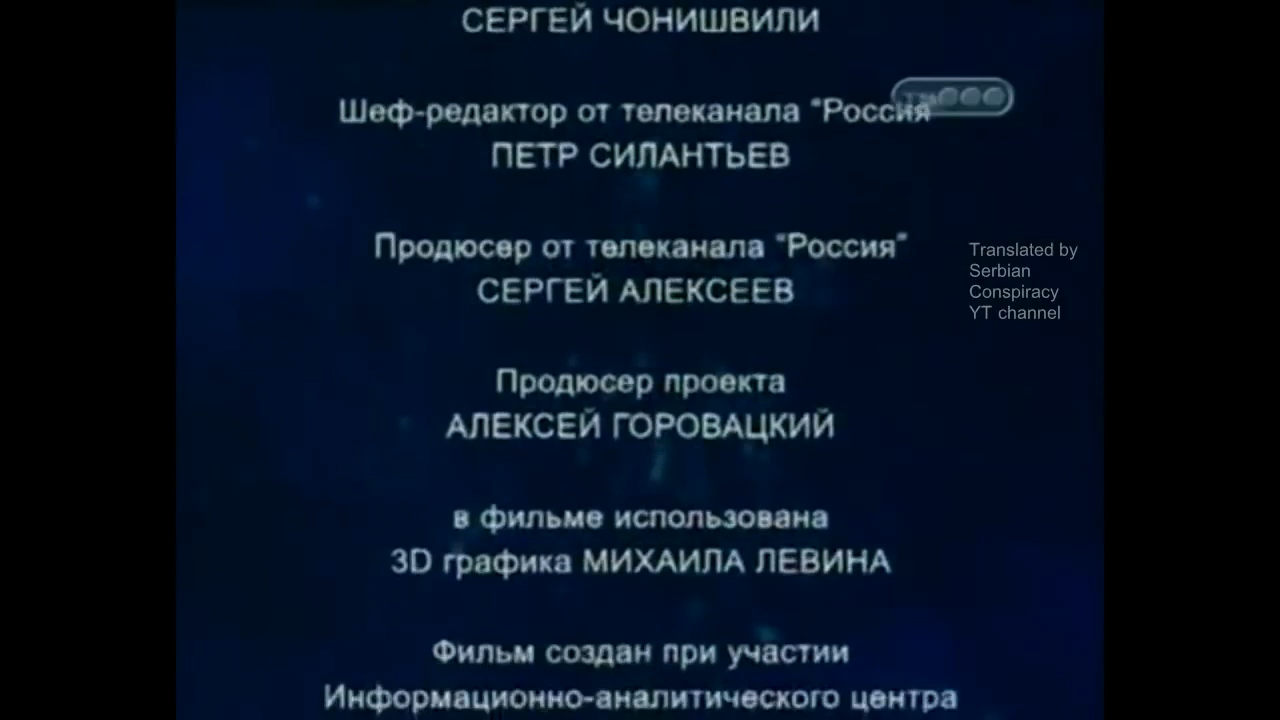 СЕРГЕЙ ЧОНИШВИЛИ
Шеф-редактор от телеканала "Россия
ПЕТР СИЛАНТЬЕВ
Продюсер от телеканала "Россия"
СЕРГЕЙ АЛЕКСЕЕВ
Translated by
Serbian
Conspiracy
YT channel
Продюсер проекта
АЛЕКСЕЙ ГОРОВАЦКИЙ
в фильме использована
3D графика МИХАИЛА ЛЕВИНА
Фильм создан при участии
Информационно-аналитического центра